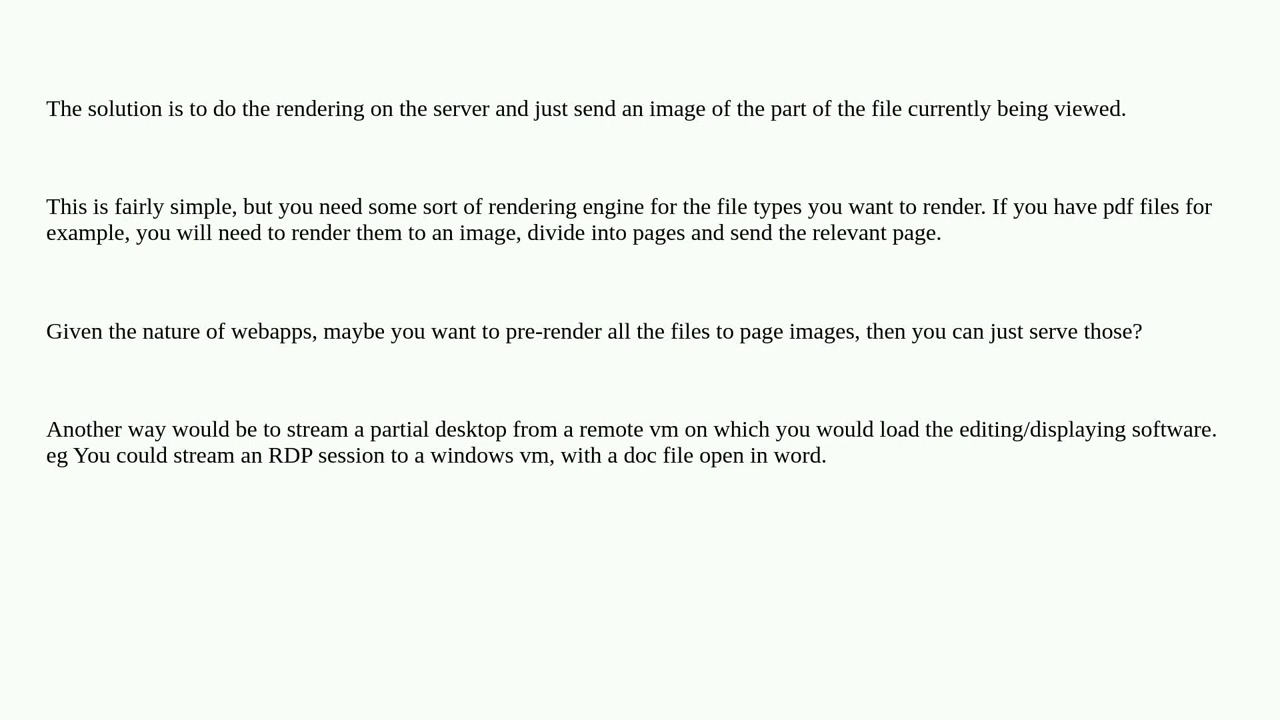 The solution is to do the rendering on the server and just send an image of the part of the file currently being viewed.
This is fairly simple, but you need some sort of rendering engine for the file types you want to render. If you have pdf files for
example, you will need to render them to an image, divide into pages and send the relevant page.
Given the nature of webapps, maybe you want to pre-render all the files to page images, then you can just serve those?
Another way would be to stream a partial desktop from a remote vm on which you would load the editing/displaying software.
eg You could stream an RDP session to a windows vm, with a doc file open in word.